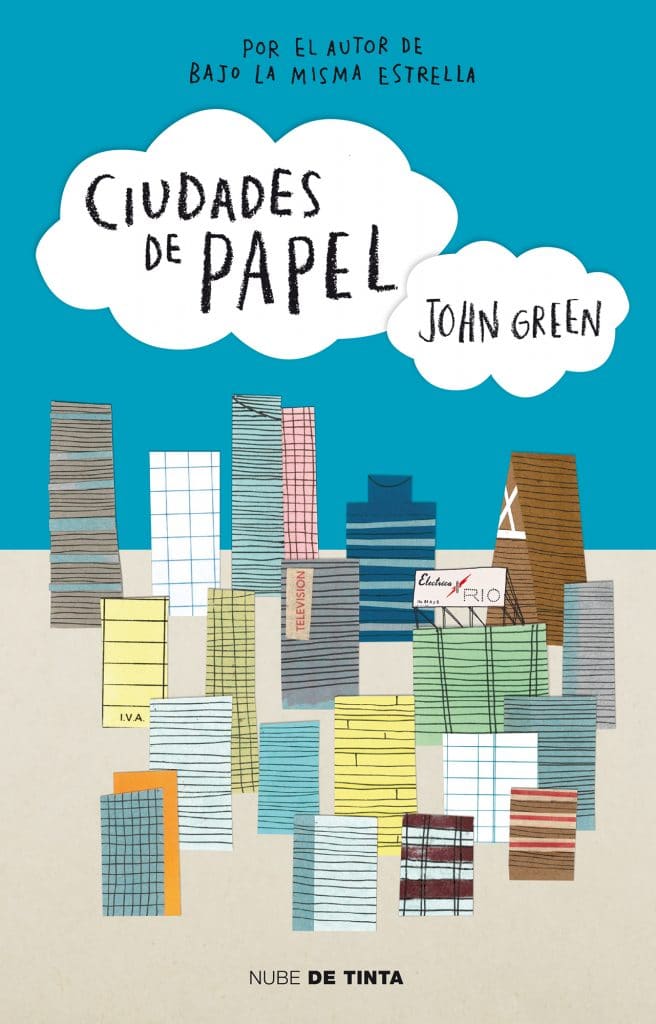 POR EL AUTOR DE
BAJO LA MISMA ESTRELLA
CIUDADES
DE PAPEL
JOHN GREEN
TELEVISION
Electrica
RIO
I.V.A.
NUBE DE TINTA